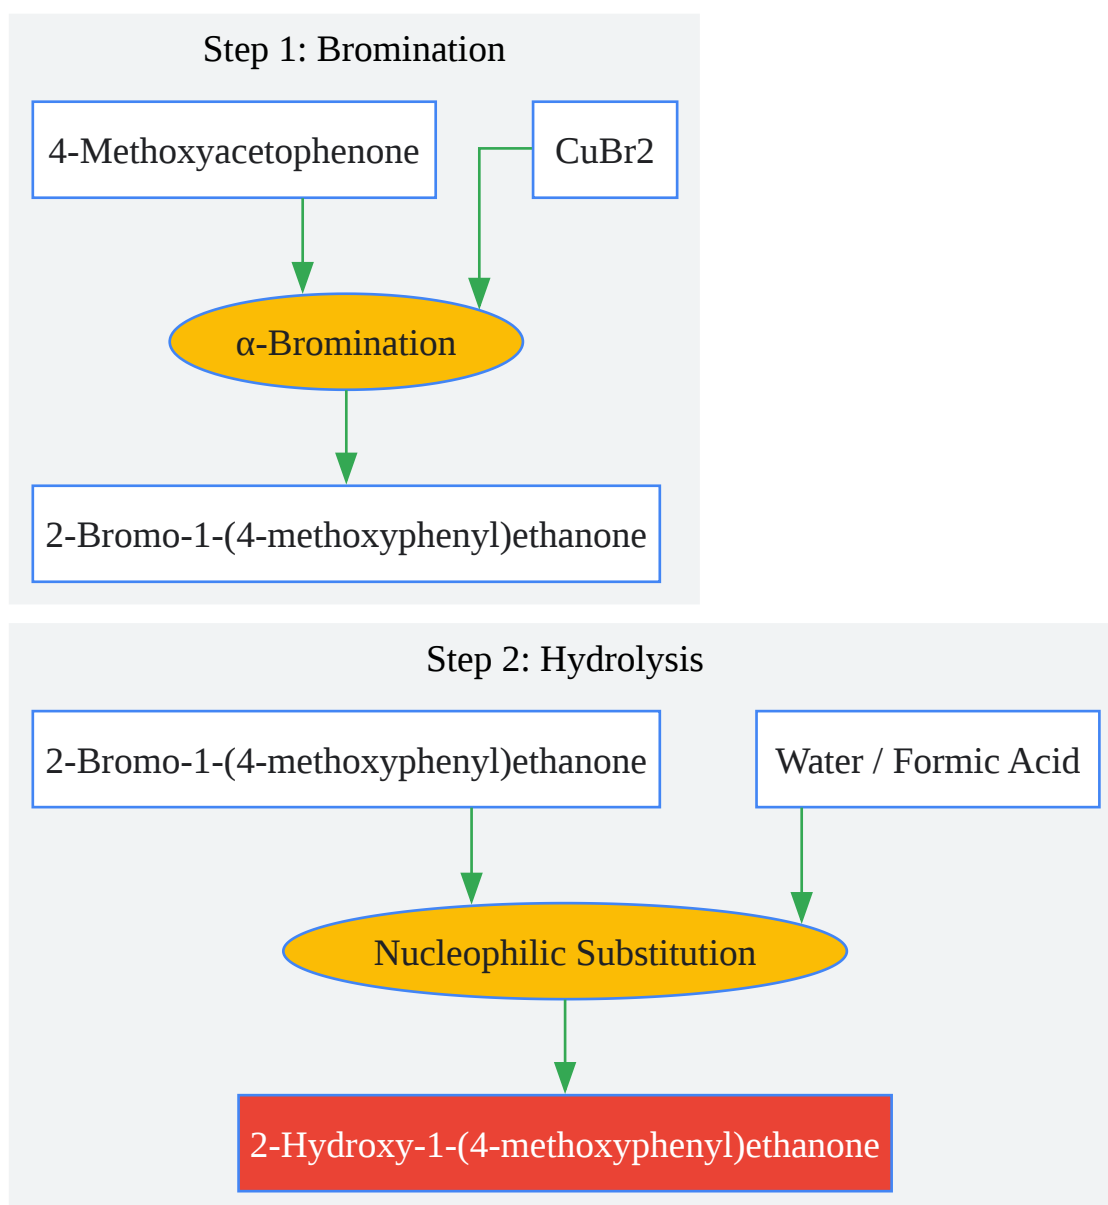 Step 1: Bromination
4-Methoxyacetophenone
CuBr2
α-Bromination
2-Bromo-1-(4-methoxyphenyl)ethanone
Step 2: Hydrolysis
2-Bromo-1-(4-methoxyphenyl)ethanone
Water / Formic Acid
Nucleophilic Substitution
2-Hydroxy-1-(4-methoxyphenyl)ethanone